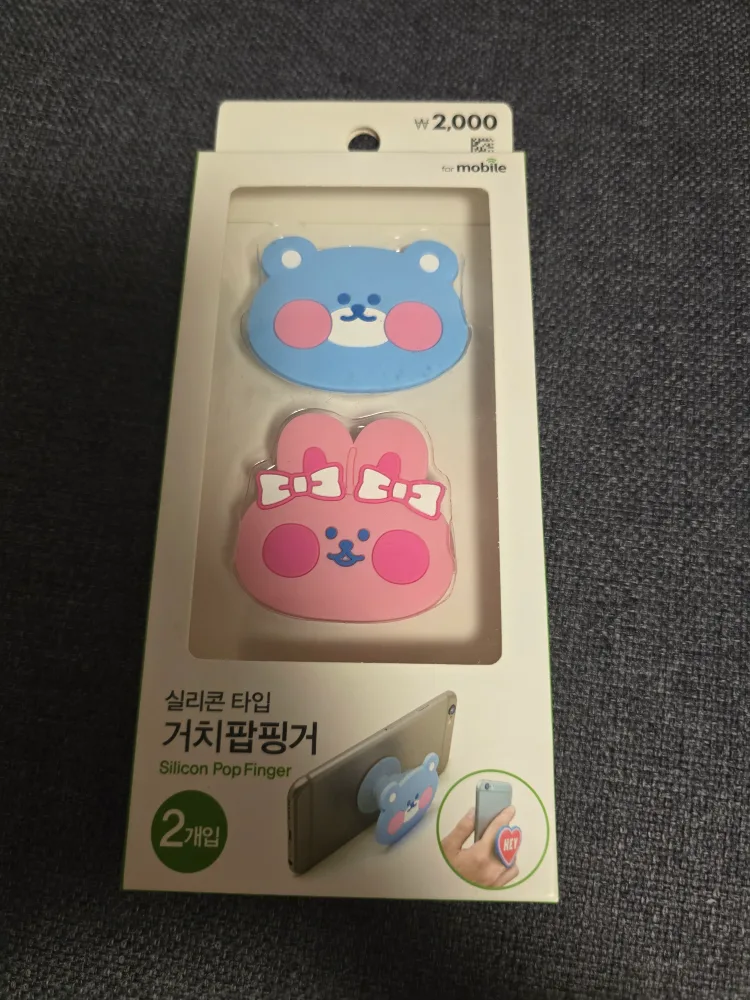 ₩2,000
for mobile
실리콘 타입
거치팝핑거
Silicon Pop Finger
2개입
HEY